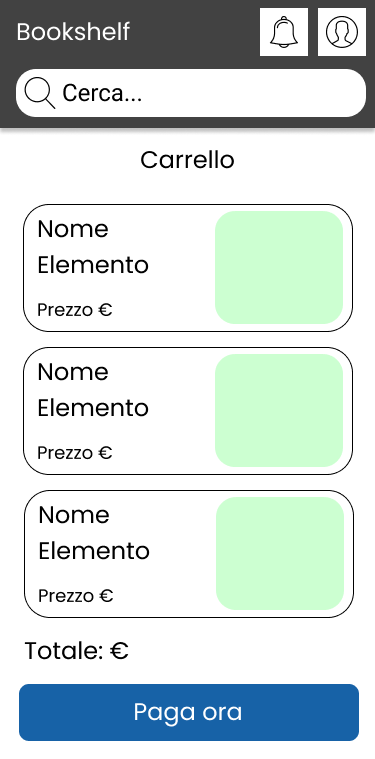 Bookshelf
Cerca...
Carrello
Nome
Elemento
Prezzo €
Nome
Elemento
Prezzo €
Nome
Elemento
Prezzo €
Totale: €
Paga ora